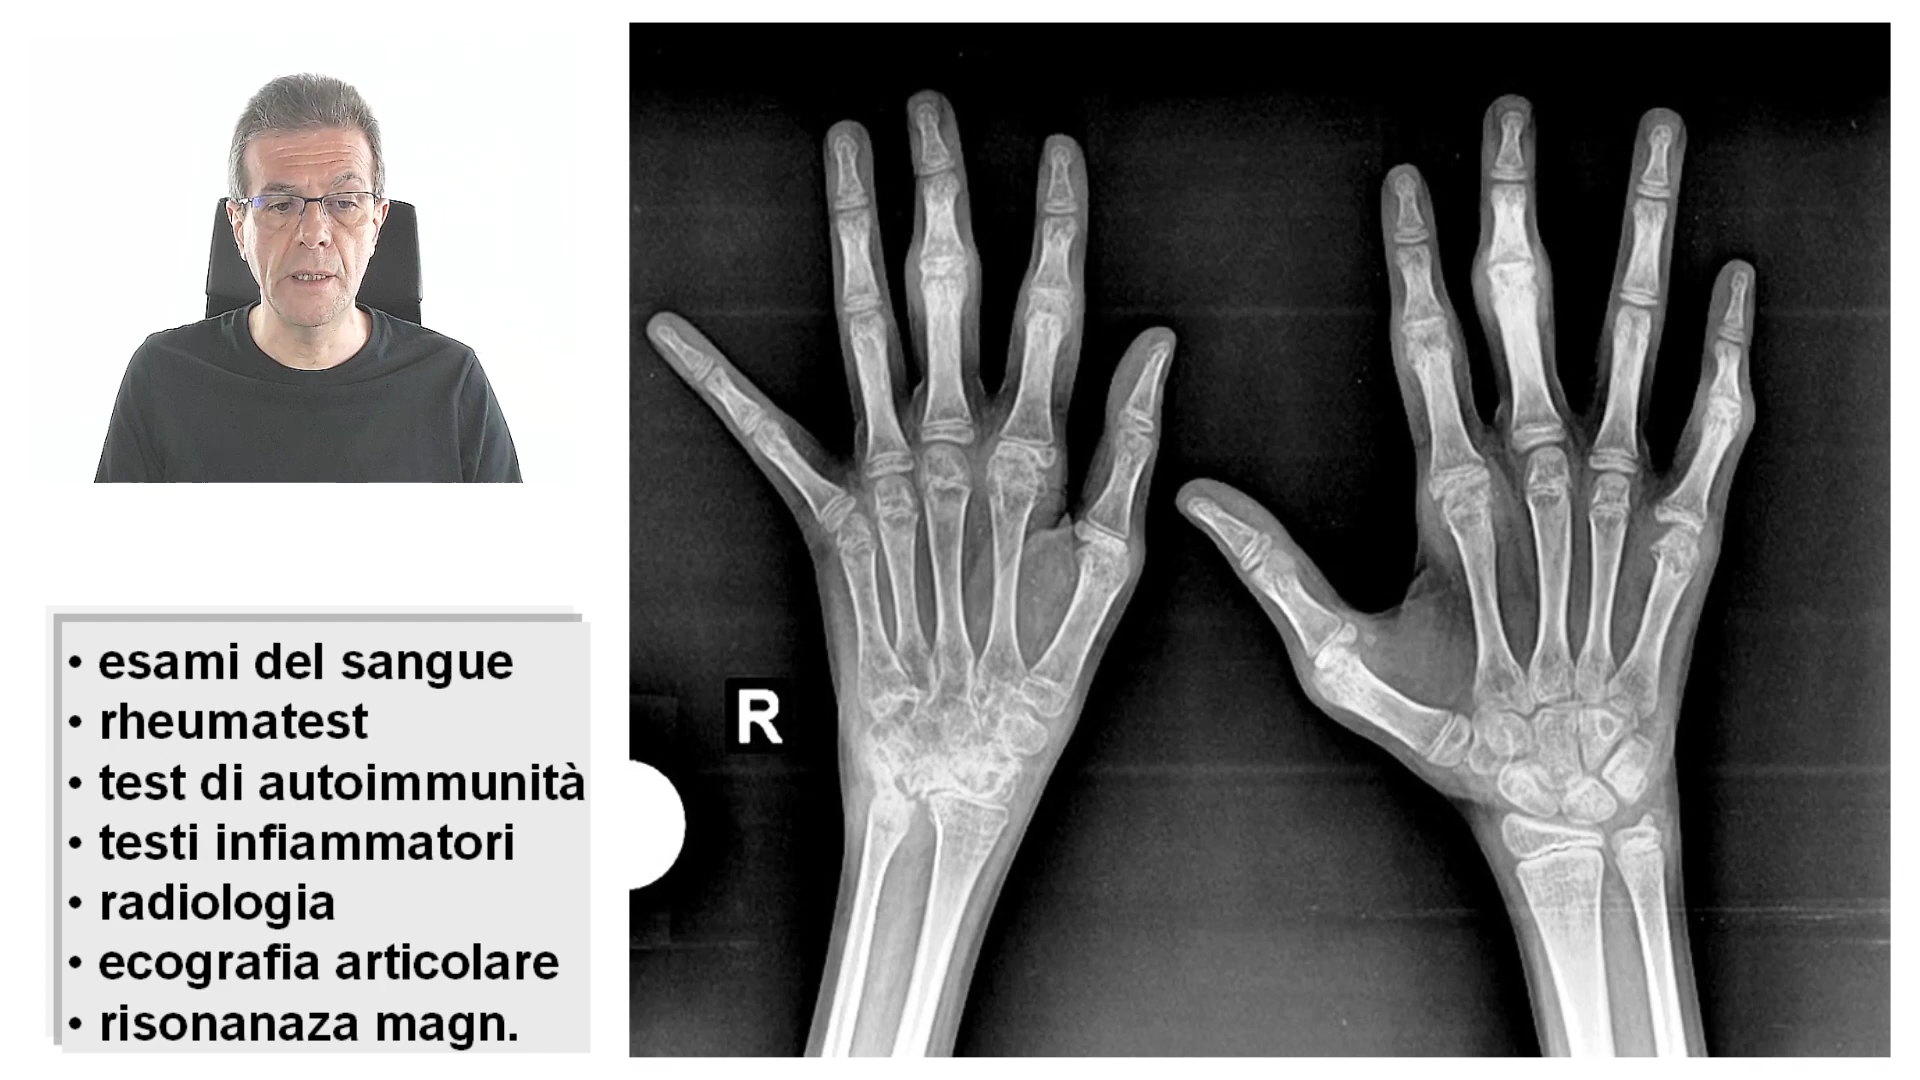 • esami del sangue
• rheumatest
• test di autoimmunità
• testi infiammatori
• radiologia
• ecografia articolare
• risonanaza magn.
R